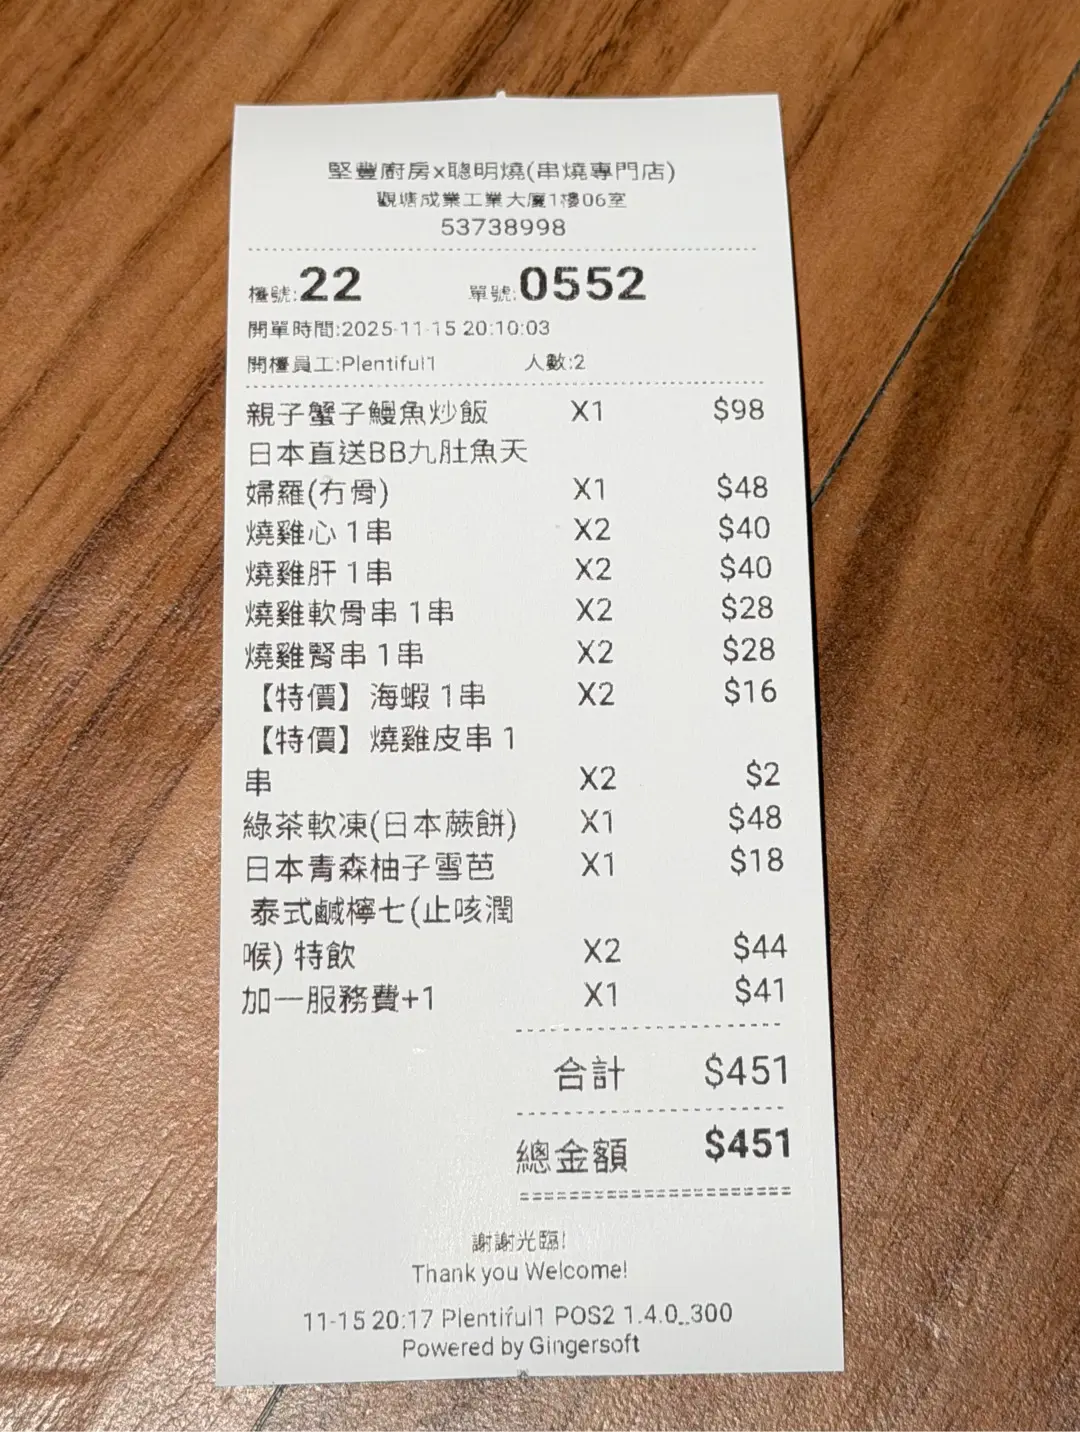 堅豐廚房x聰明燒(串燒專門店)
觀塘成業工業大廈1樓06室
53738998
檯號:22 單號:0552
開單時間:2025-11-15 20:10:03
開檯員工:Plentiful1 人數:2
親子蟹子鰻魚炒飯 X1 $98
日本直送BB九肚魚天
婦羅(冇骨) X1 $48
燒雞心 1串 X2 $40
燒雞肝 1串 X2 $40
燒雞軟骨串 1串 X2 $28
燒雞腎串 1串 X2 $28
【特價】海蝦 1串 X2 $16
【特價】燒雞皮串 1
串 X2 $2
綠茶軟凍(日本蕨餅) X1 $48
日本青森柚子雪芭 X1 $18
泰式鹹檸七(止咳潤
喉) 特飲 X2 $44
加一服務費+1 X1 $41
合計 $451
總金額 $451
謝謝光臨!
Thank you Welcome!
11-15 20:17 Plentiful1 POS2 1.4.0_300
Powered by Gingersoft